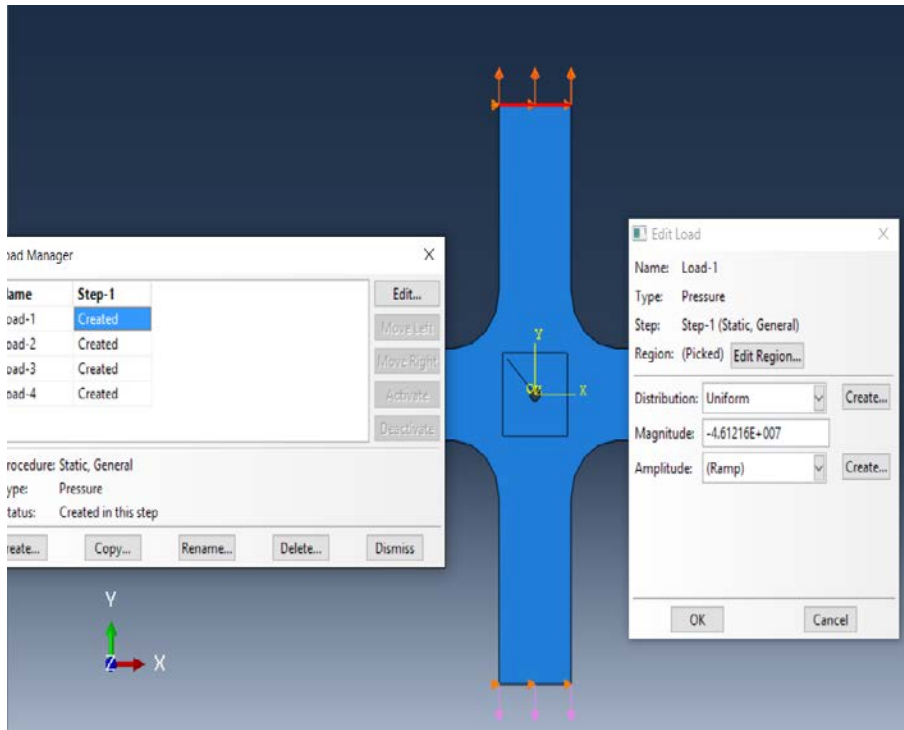 oad Manager
ame Step-1
oad-1 Created
oad-2 Created
oad-3 Created
oad-4 Created
Edit...
Move Left
Move Right
Activate
Deactivate
rocedure: Static, General
ype: Pressure
tatus: Created in this step
reate... Copy... Rename... Delete... Dismiss
Y
X
Y
Z X
Edit Load
Name: Load-1
Type: Pressure
Step: Step-1 (Static, General)
Region: (Picked) Edit Region...
Distribution: Uniform Create...
Magnitude: -4.61216E+007
Amplitude: (Ramp) Create...
OK Cancel